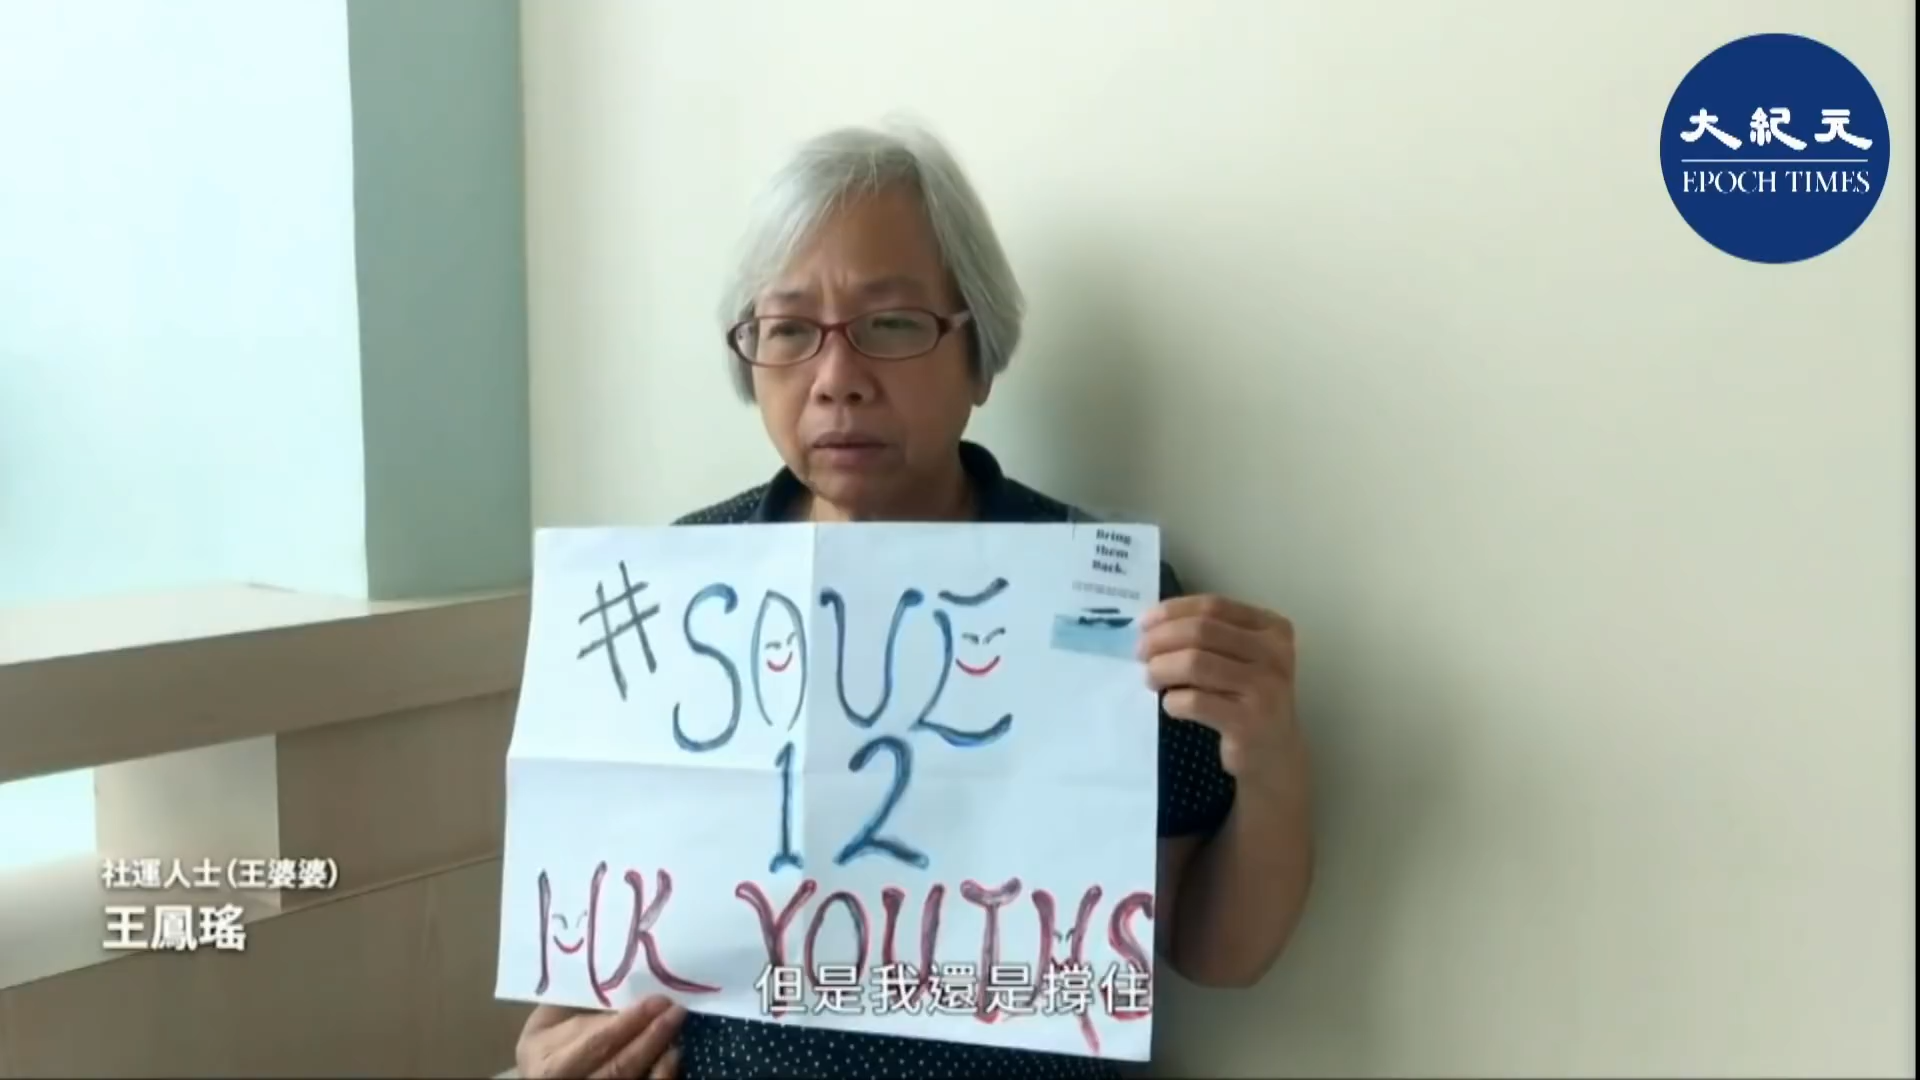 大紀元
EPOCH TIMES
Bring
them
Back.
#SAVE
12
HK YOUTHS
社運人士(王婆婆)
王鳳瑤
但是我還是撐住